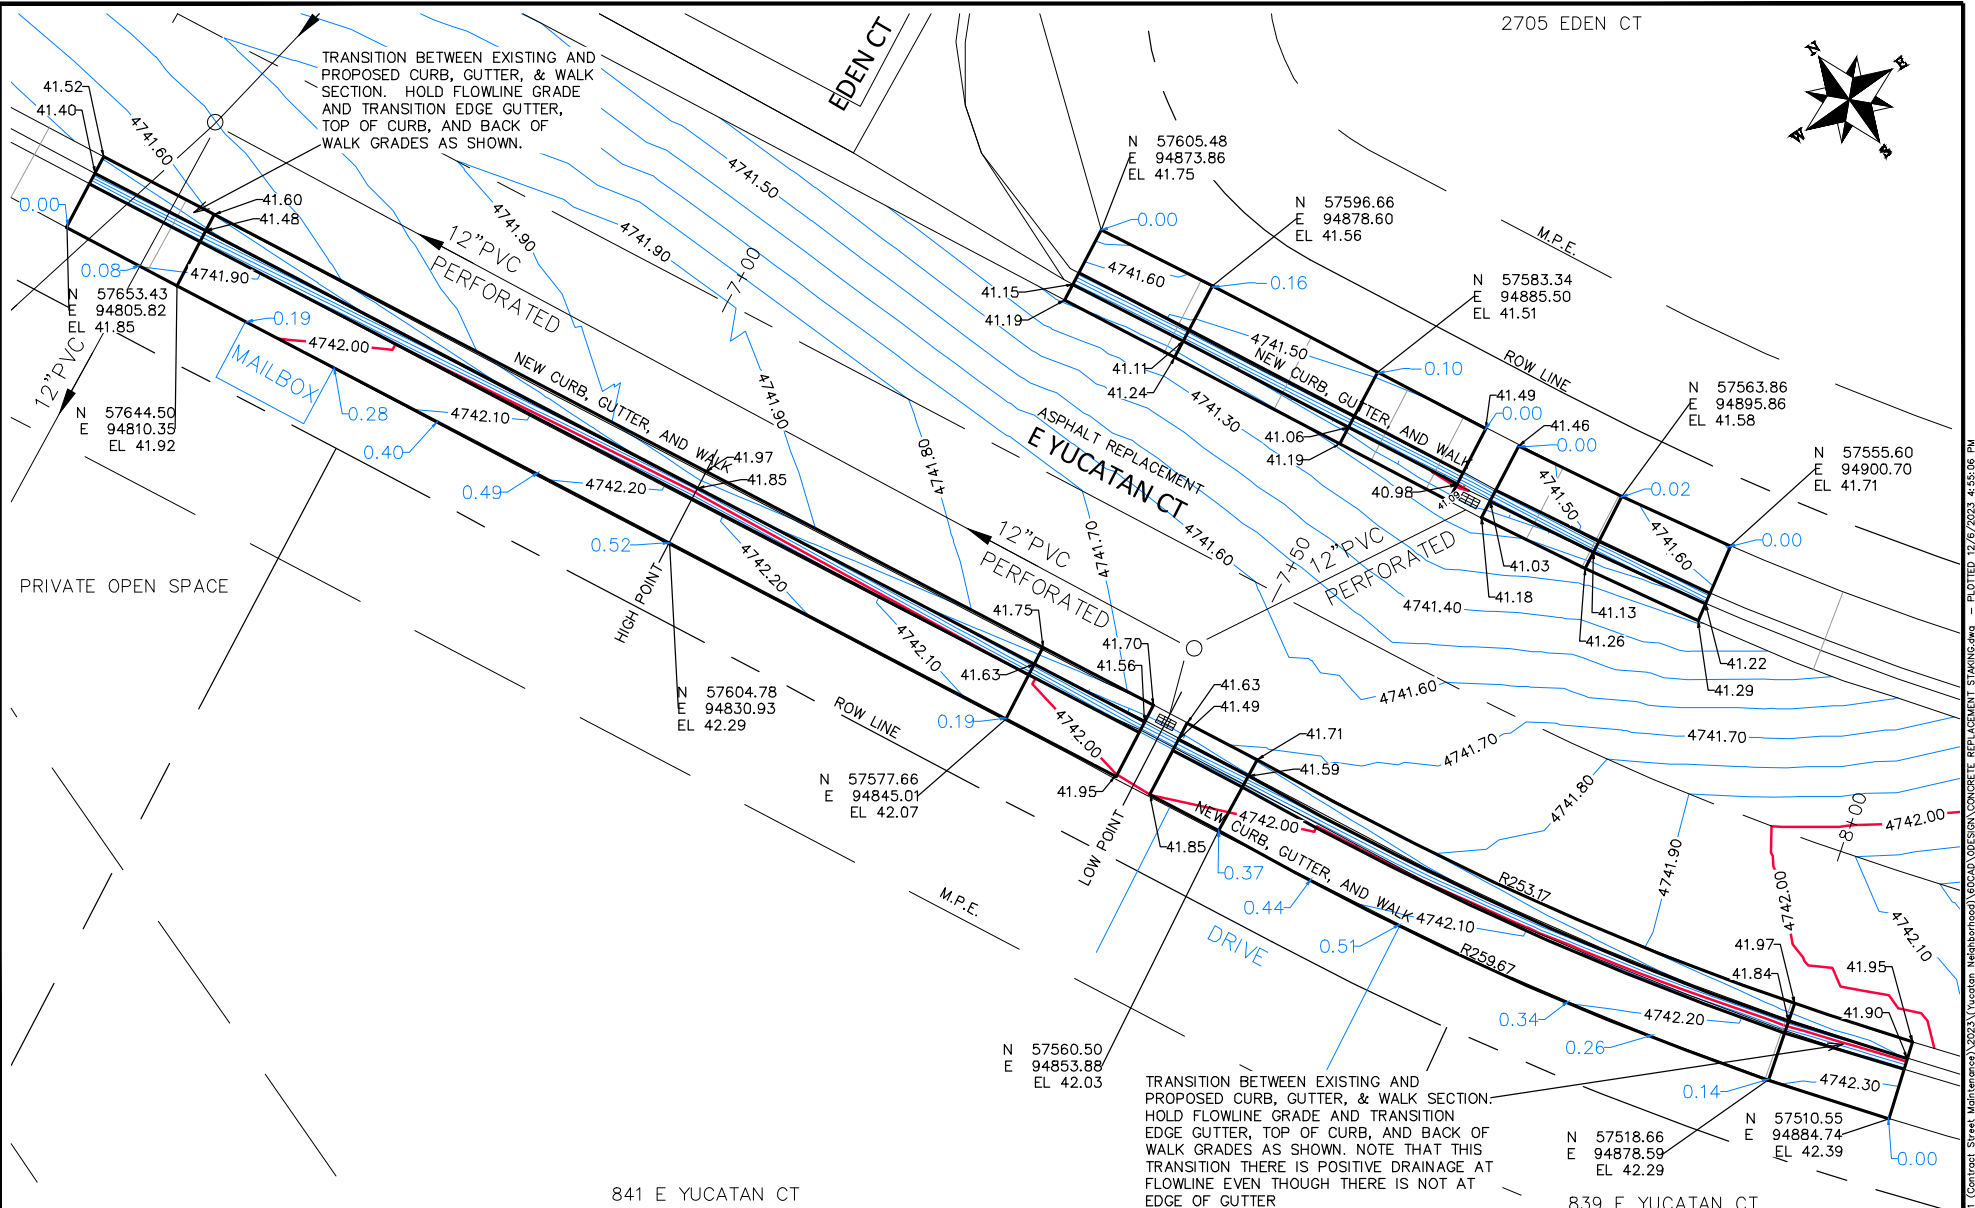 2705 EDEN CT
N
E
W
S
EDEN CT
TRANSITION BETWEEN EXISTING AND
PROPOSED CURB, GUTTER, & WALK
SECTION. HOLD FLOWLINE GRADE
AND TRANSITION EDGE GUTTER,
TOP OF CURB, AND BACK OF
WALK GRADES AS SHOWN.
41.52
41.40
4741.60
0.00
41.60
41.48
0.08
4741.90
N 57653.43
E 94805.82
EL 41.85
12"PVC
N 57644.50
E 94810.35
EL 41.92
0.19
MAILBOX
4742.00
0.28
0.40
4742.10
0.49
4742.20
0.52
12"PVC
PERFORATED
4741.90
4741.90
4741.50
7+00
NEW CURB, GUTTER, AND WALK
4741.90
41.97
41.85
HIGH POINT
4742.20
N 57604.78
E 94830.93
EL 42.29
PRIVATE OPEN SPACE
N 57605.48
E 94873.86
EL 41.75
0.00
N 57596.66
E 94878.60
EL 41.56
0.16
4741.60
M.P.E.
41.15
41.19
N 57583.34
E 94885.50
EL 41.51
0.10
4741.50
NEW CURB, GUTTER, AND WALK
ROW LINE
41.11
41.24
4741.30
41.49
0.00
41.46
0.00
N 57563.86
E 94895.86
EL 41.58
0.02
N 57555.60
E 94900.70
EL 41.71
0.00
41.06
41.19
40.98
4741.50
4741.60
ASPHALT REPLACEMENT
E YUCATAN CT
4741.80
4741.70
4741.60
12"PVC
PERFORATED
7+50
12"PVC
PERFORATED
41.03
41.18
41.13
41.26
41.22
41.29
4741.40
4741.60
4741.70
4741.70
4741.80
4741.90
8+00
4742.00
4742.00
4742.10
41.75
41.70
41.56
41.63
4742.10
41.63
41.49
0.19
4742.00
41.95
ROW LINE
N 57577.66
E 94845.01
EL 42.07
LOW POINT
41.71
41.59
4742.00
NEW CURB, GUTTER, AND WALK
41.85
0.37
0.44
0.51
4742.10
DRIVE
M.P.E.
R253.17
R259.67
N 57560.50
E 94853.88
EL 42.03
0.34
4742.20
0.26
0.14
41.97
41.84
41.95
41.90
4742.30
N 57518.66
E 94878.59
EL 42.29
N 57510.55
E 94884.74
EL 42.39
0.00
TRANSITION BETWEEN EXISTING AND
PROPOSED CURB, GUTTER, & WALK SECTION.
HOLD FLOWLINE GRADE AND TRANSITION
EDGE GUTTER, TOP OF CURB, AND BACK OF
WALK GRADES AS SHOWN. NOTE THAT THIS
TRANSITION THERE IS POSITIVE DRAINAGE AT
FLOWLINE EVEN THOUGH THERE IS NOT AT
EDGE OF GUTTER
841 E YUCATAN CT
839 E YUCATAN CT
(Contract Street Maintenance)\2023\(Yucatan Neighborhood)\60CAD\0DESIGN\CONCRETE REPLACEMENT STAKING.dwg - PLOTTED 12/6/2023 4:55:06 PM